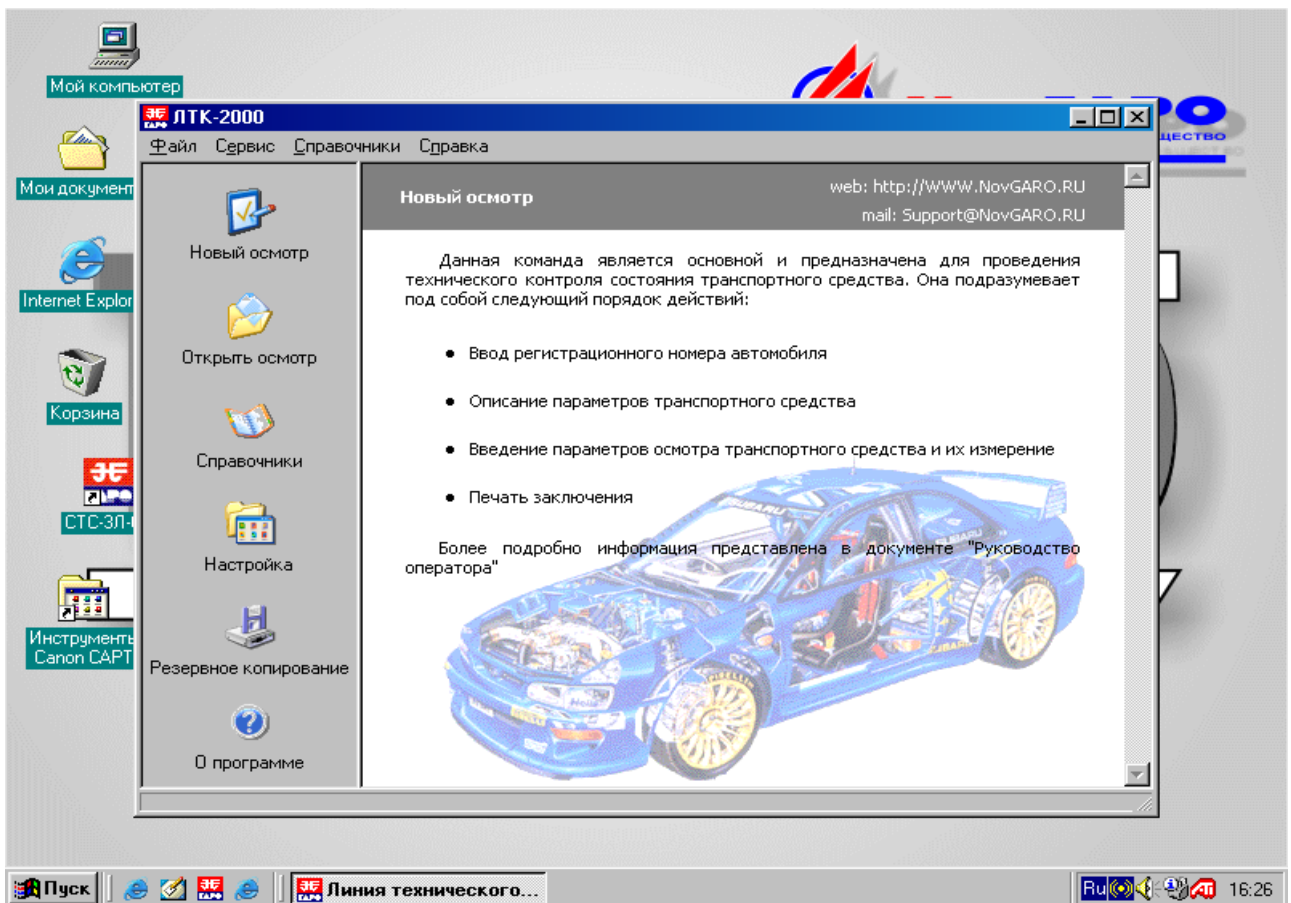 Мой компьютер
ЛТК-2000
ЩЕСТВО
Файл Сервис Справочники Справка
Мои документ
Новый осмотр
web: http://WWW.NovGARO.RU
mail: Support@NovGARO.RU
Новый осмотр
Данная команда является основной и предназначена для проведения
технического контроля состояния транспортного средства. Она подразумевает
под собой следующий порядок действий:
Internet Explor
Открыть осмотр
• Ввод регистрационного номера автомобиля
• Описание параметров транспортного средства
Корзина
Справочники
• Введение параметров осмотра транспортного средства и их измерение
• Печать заключения
СТС-3Л-
Настройка
Более подробно информация представлена в документе "Руководство
оператора"
Инструменты
Canon CAPT
Резервное копирование
SUBARU
PIRELLI
Hella
О программе
Пуск
Линия технического...
Ru
16:26